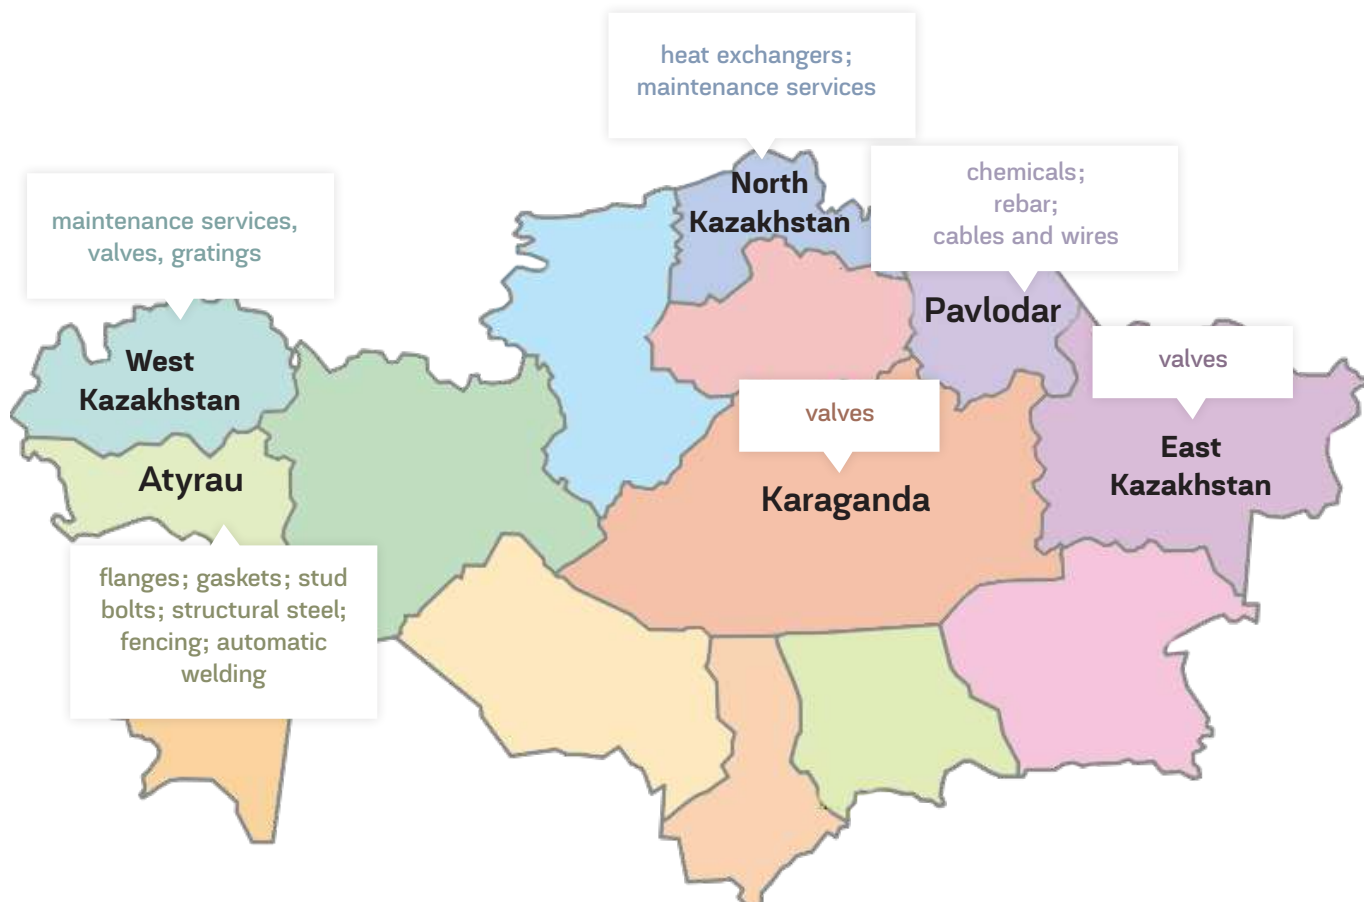 heat exchangers;
maintenance services
North
Kazakhstan
chemicals;
rebar;
cables and wires
Pavlodar
maintenance services,
valves, gratings
West
Kazakhstan
valves
East
Kazakhstan
valves
Karaganda
Atyrau
flanges; gaskets; stud
bolts; structural steel;
fencing; automatic
welding